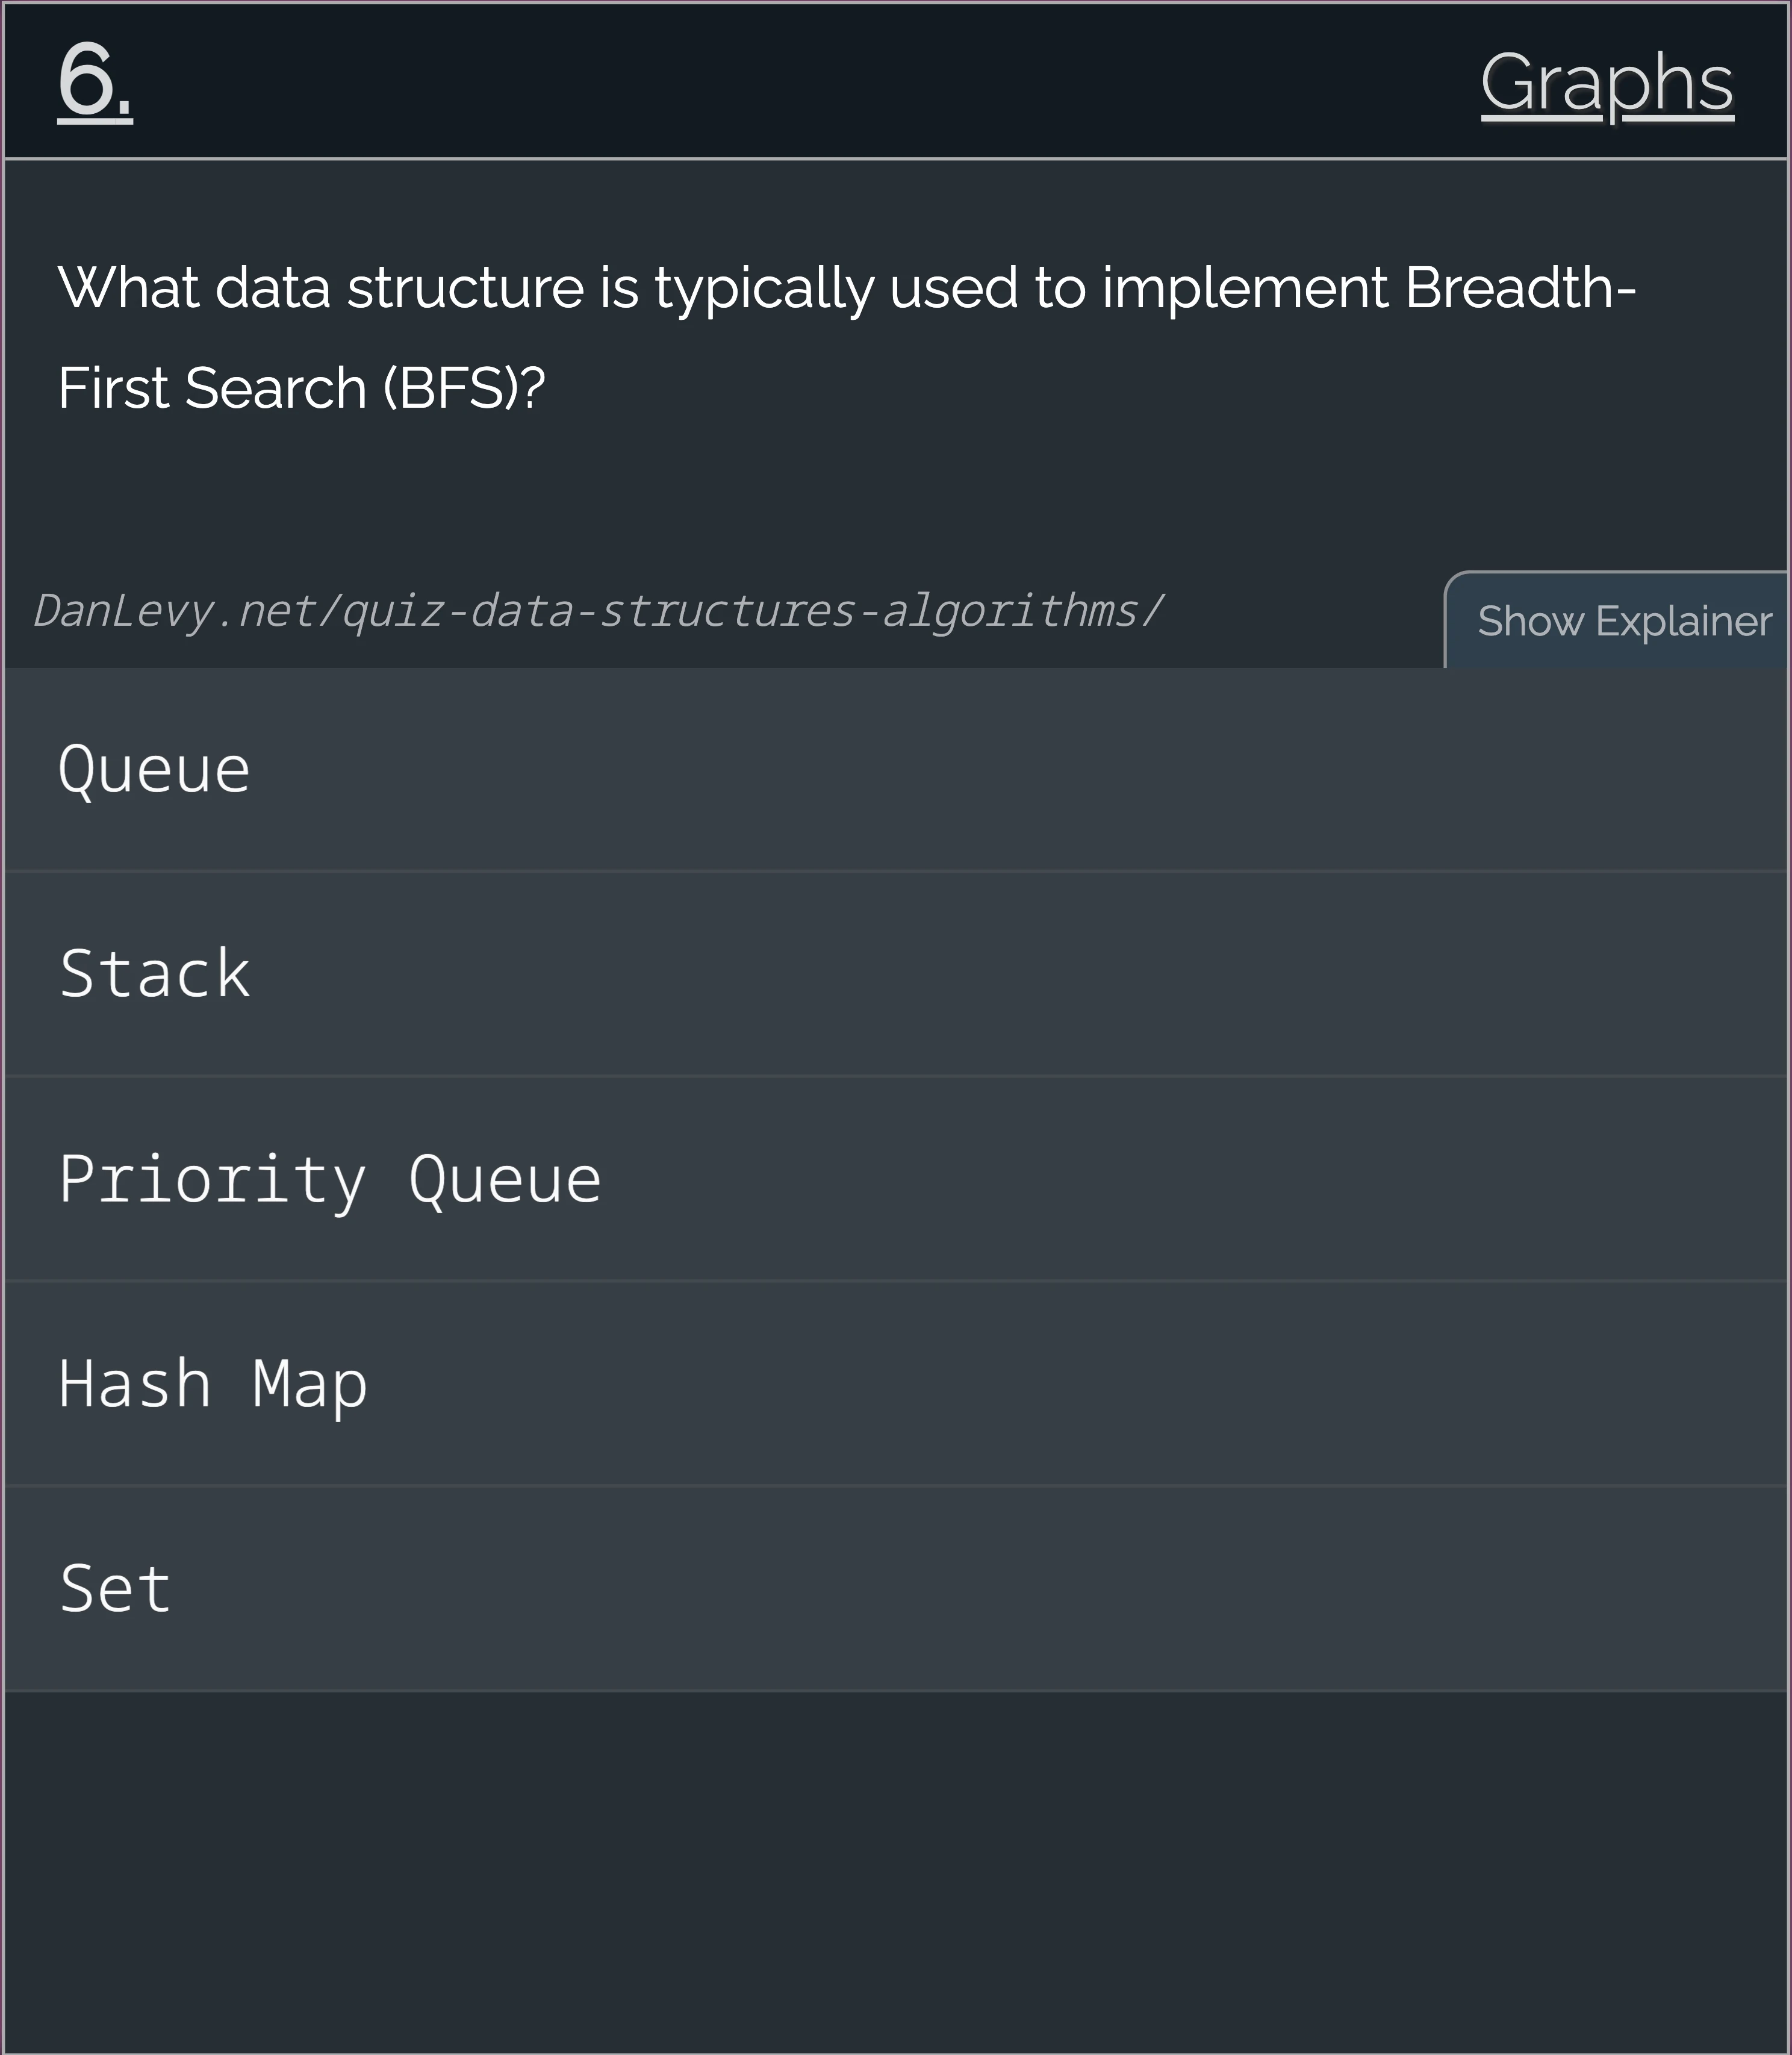 6.
Graphs
What data structure is typically used to implement Breadth-
First Search (BFS)?
DanLevy.net/quiz-data-structures-algorithms/
Show Explainer
Queue
Stack
Priority Queue
Hash Map
Set